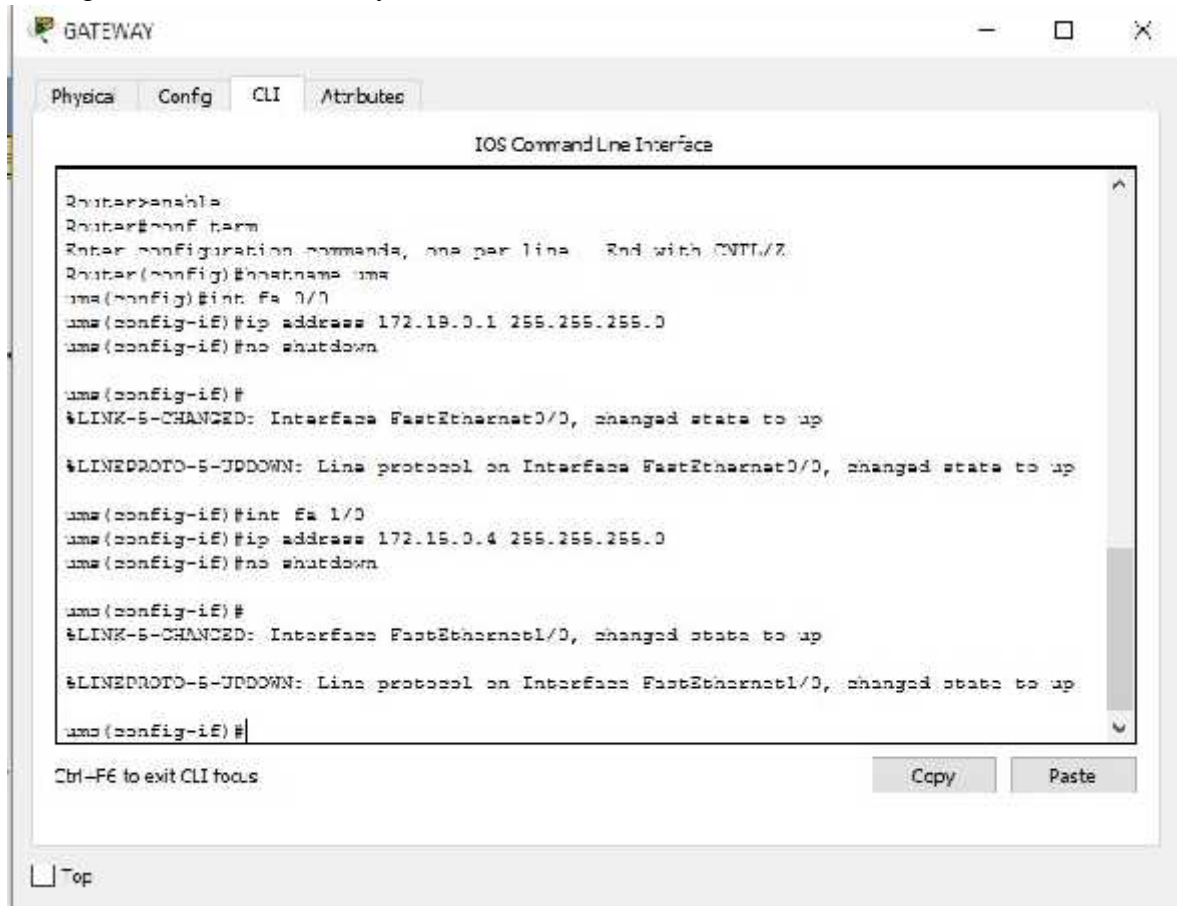 GATEWAY
Physical Config CLI Attributes
IOS Command Line Interface
Router>enable
Router#conf term
Enter configuration commands, one per line. End with CNTL/Z
Router(config)#hostname ums
ums(config)#int fa 0/0
ums(config-if)#ip address 172.19.0.1 255.255.255.0
ums(config-if)#no shutdown
ums(config-if)#
%LINK-5-CHANGED: Interface FastEthernet0/0, changed state to up
%LINEPROTO-5-UPDOWN: Line protocol on Interface FastEthernet0/0, changed state to up
ums(config-if)#int fa 1/0
ums(config-if)#ip address 255.255.255.0
ums(config-if)#no shutdown
ums(config-if)#
%LINK-5-CHANGED: Interface FastEthernet1/0, changed state to up
%LINEPROTO-5-UPDOWN: Line protocol on Interface FastEthernet1/0, changed state to up
ums(config-if)#
Ctrl+F6 to exit CLI focus
Copy Paste
Top